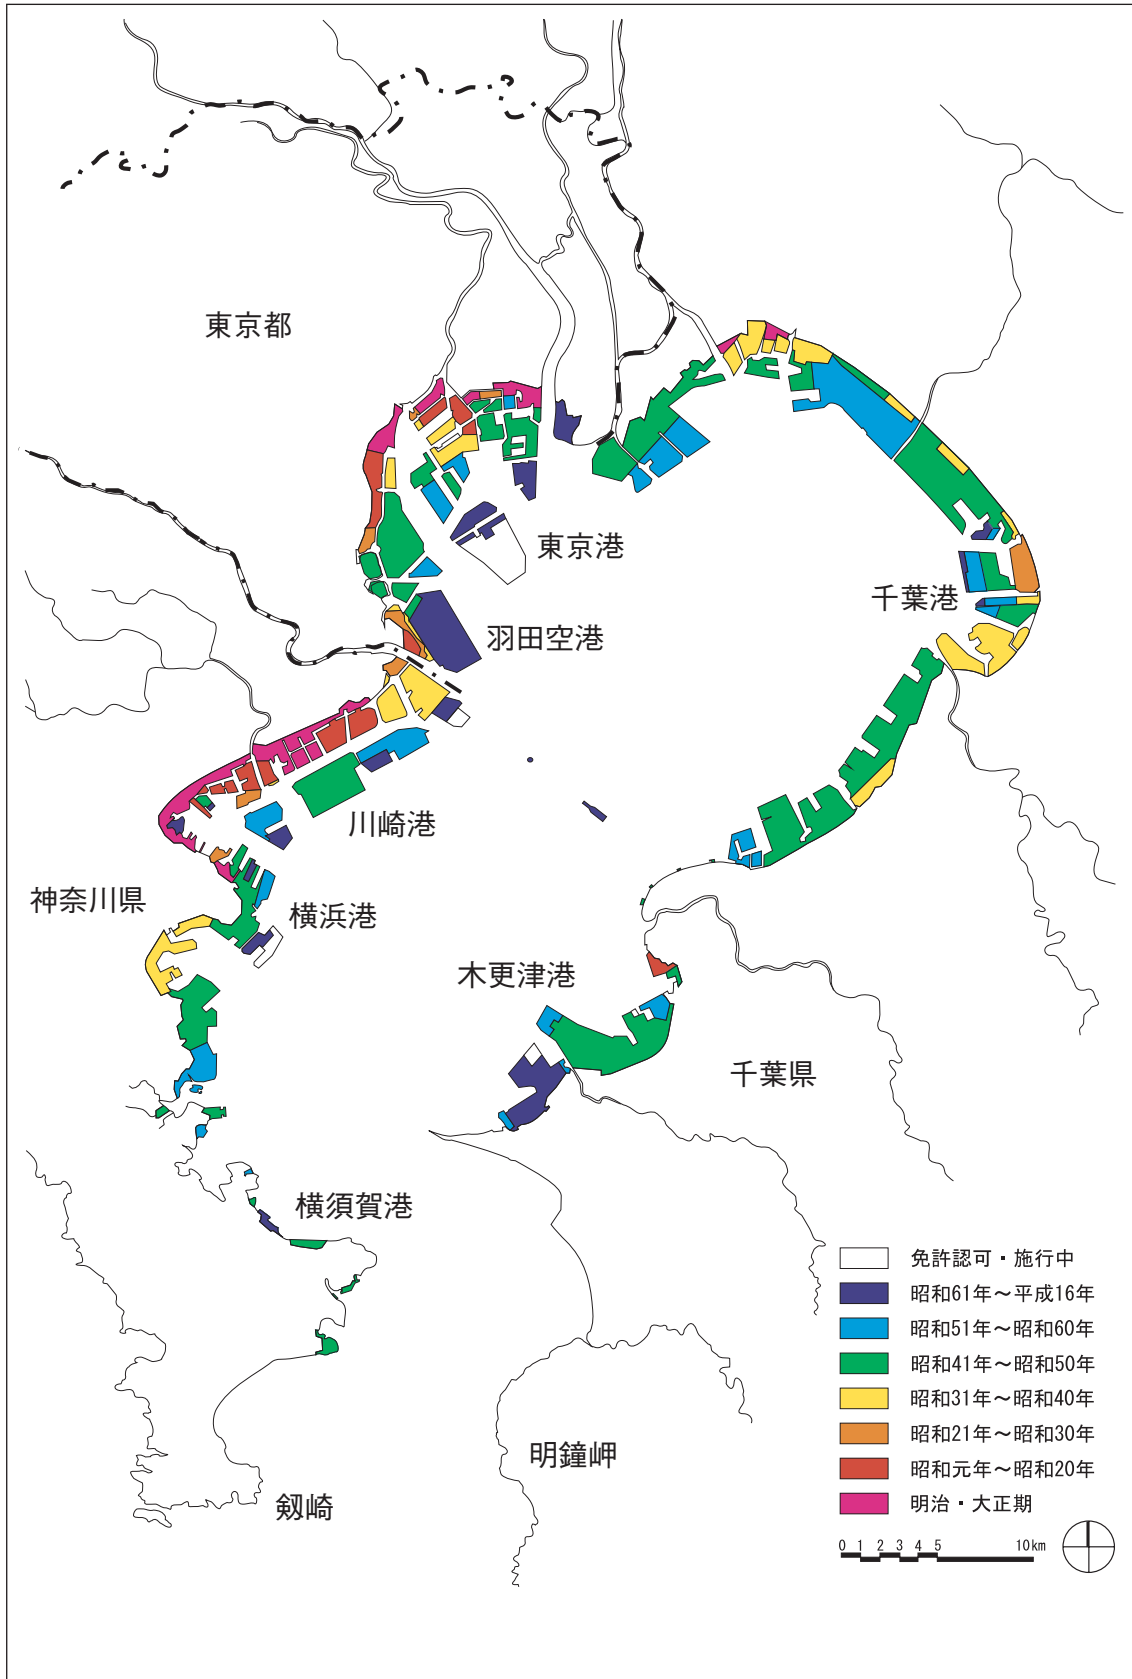 東京都
東京港
千葉港
羽田空港
川崎港
神奈川県
横浜港
木更津港
千葉県
横須賀港
明鐘岬
剱崎
免許認可・施行中
昭和61年～平成16年
昭和51年～昭和60年
昭和41年～昭和50年
昭和31年～昭和40年
昭和21年～昭和30年
昭和元年～昭和20年
明治・大正期
0 1 2 3 4 5 10km